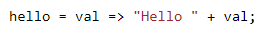 hello = val => "Hello " + val;